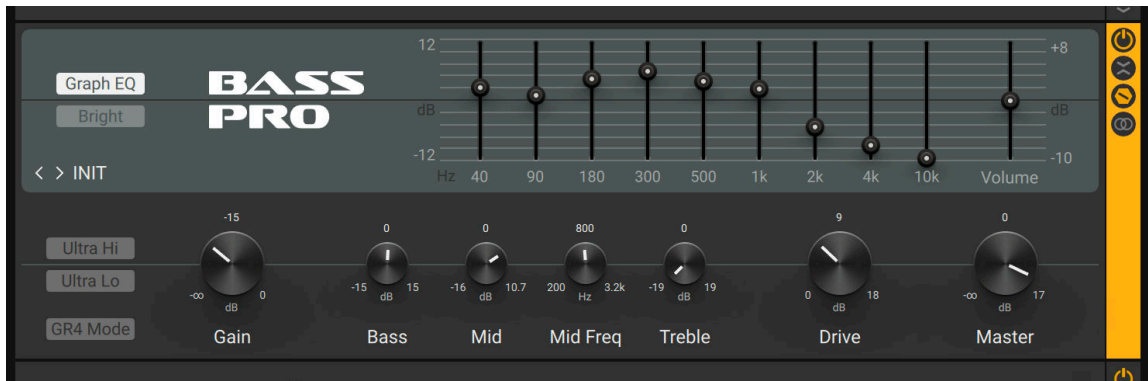 12
+8
Graph EQ
BASS
dB
dB
Bright
PRO
-12
-10
< > INIT
Hz 40 90 180 300 500 1k 2k 4k 10k Volume
-15 0 0 800 0 9 0
Ultra Hi
Ultra Lo
-∞ 0 -15 15 -16 10.7 200 3.2k -19 19 0 18 -∞ 17
dB dB dB Hz dB dB dB
GR4 Mode
Gain Bass Mid Mid Freq Treble Drive Master